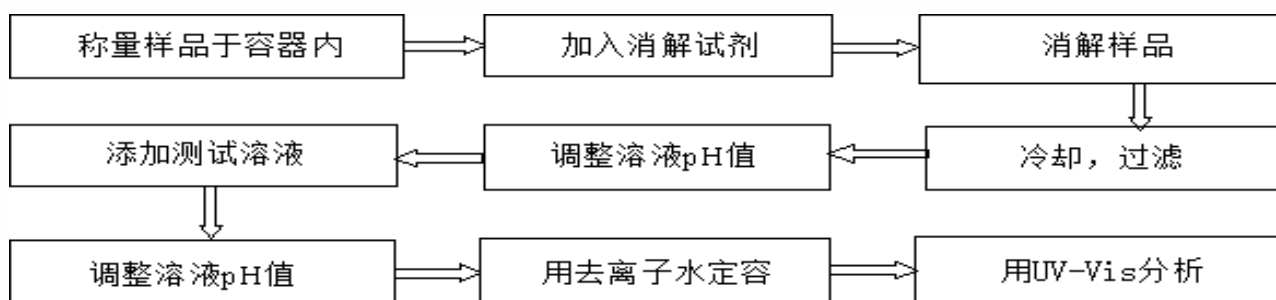 称量样品于容器内
加入消解试剂
消解样品
冷却，过滤
调整溶液pH值
添加测试溶液
调整溶液pH值
用去离子水定容
用UV-Vis分析